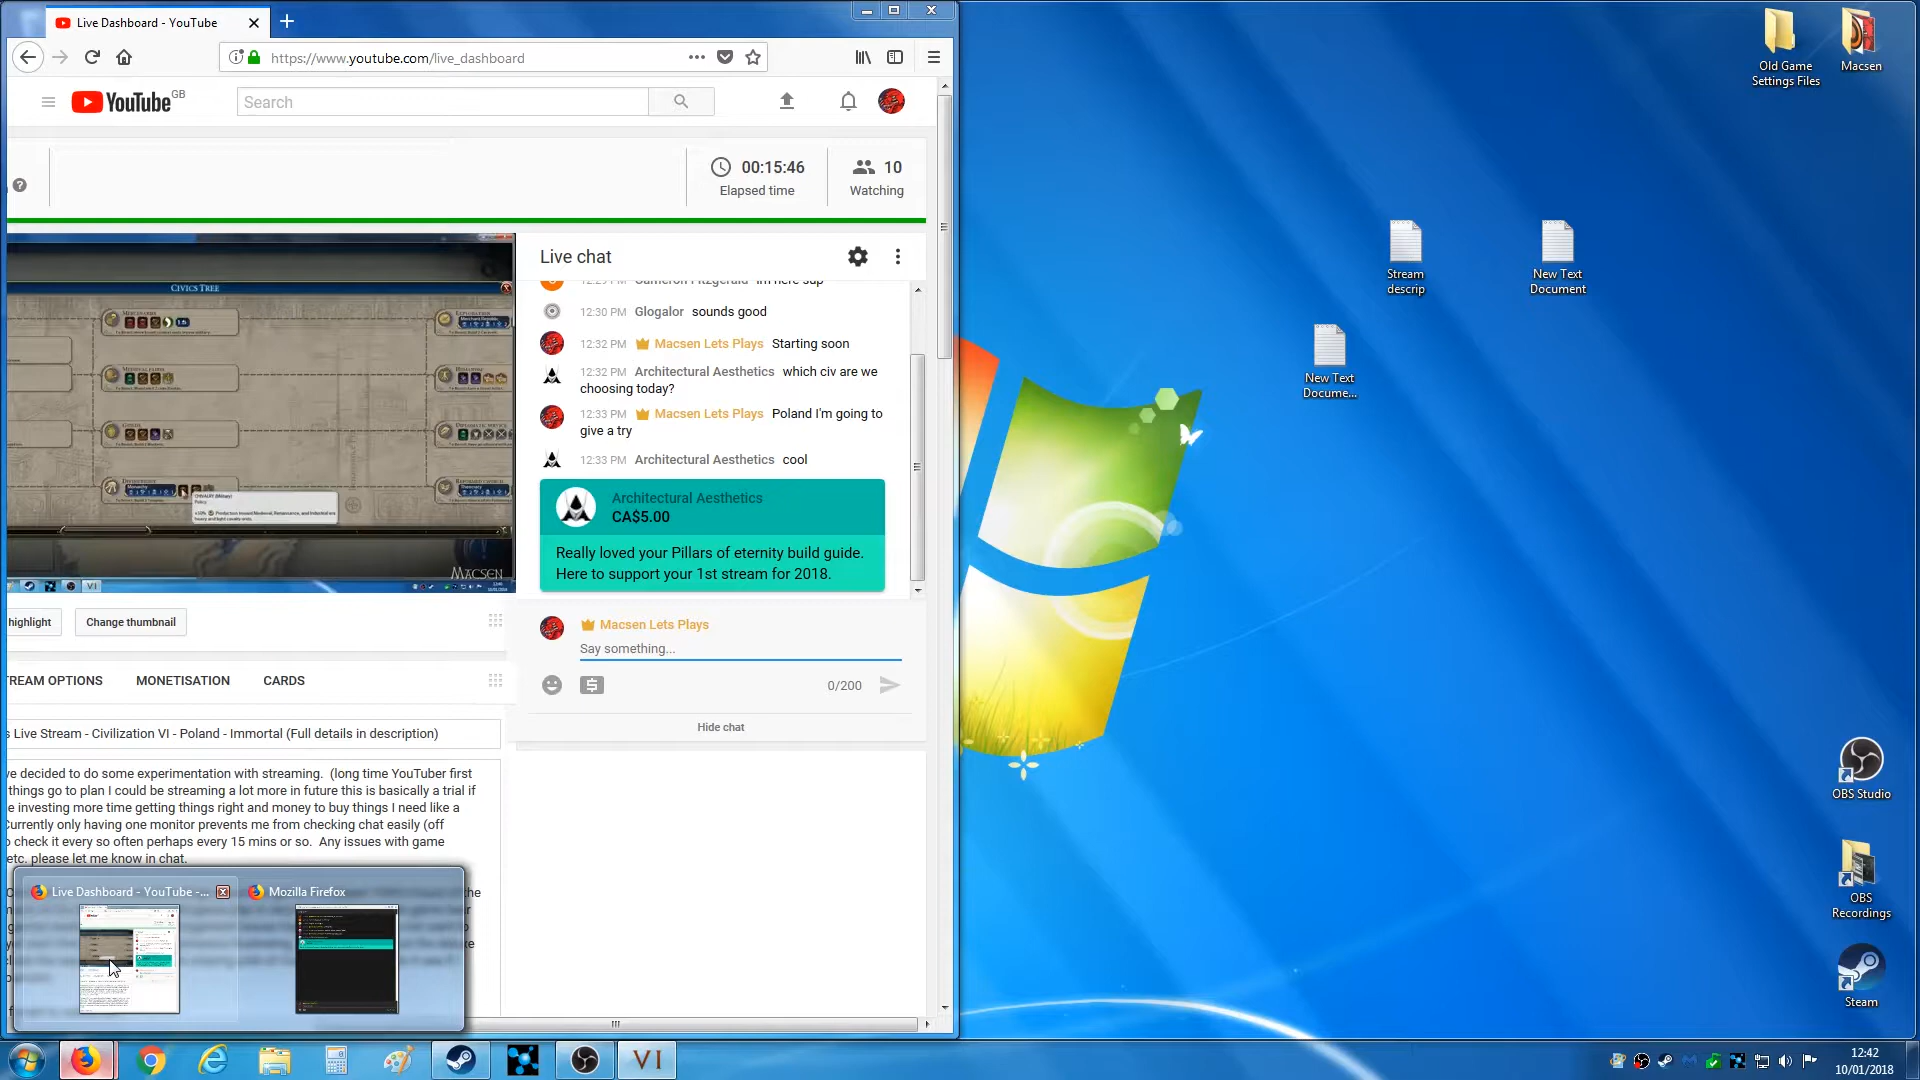 Live Dashboard - YouTube
https://www.youtube.com/live_dashboard
Old Game
Settings Files
Macsen
YouTube GB
Search
00:15:46
Elapsed time
10
Watching
CIVICS TREE
MACSEN
Live chat
12:30 PM Glogalor sounds good
12:32 PM Macsen Lets Plays Starting soon
12:32 PM Architectural Aesthetics which civ are we
choosing today?
12:33 PM Macsen Lets Plays Poland I'm going to
give a try
12:33 PM Architectural Aesthetics cool
Architectural Aesthetics
CA$5.00
Really loved your Pillars of eternity build guide.
Here to support your 1st stream for 2018.
Macsen Lets Plays
Say something...
0/200
Hide chat
highlight
Change thumbnail
REAM OPTIONS
MONETISATION
CARDS
s Live Stream - Civilization VI - Poland - Immortal (Full details in description)
ve decided to do some experimentation with streaming. (long time YouTuber first
things go to plan I could be streaming a lot more in future this is basically a trial if
e investing more time getting things right and money to buy things I need like a
Currently only having one monitor prevents me from checking chat easily (off
o check it every so often perhaps every 15 mins or so. Any issues with game
etc. please let me know in chat.
Live Dashboard - YouTube -...
Mozilla Firefox
Stream
descrip
New Text
Document
New Text
Docume...
OBS Studio
OBS
Recordings
Steam
VI
12:42
10/01/2018